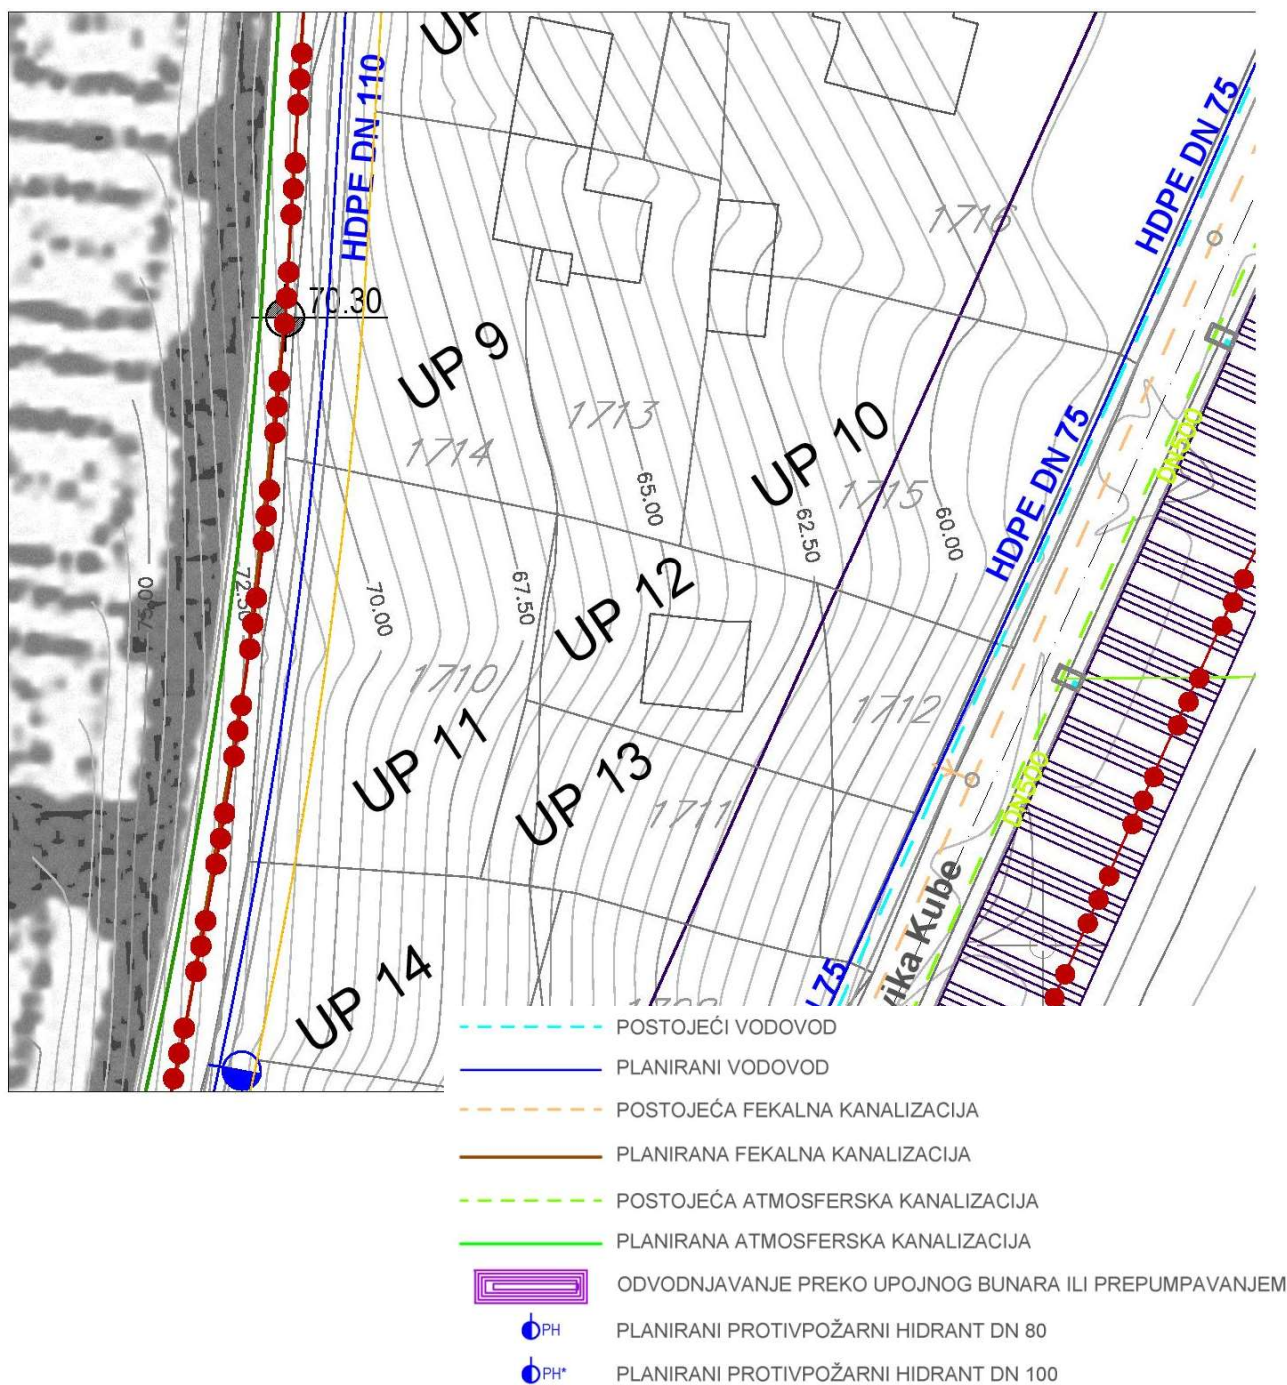 UP
HDPE DN 110
HDPE DN 75
1716
70.30
UP 9
1713
1714
UP 10
1715
HDPE DN 75
DN500
65.00
62.50
60.00
75.00
72.50
70.00
67.50
UP 12
1710
1712
UP 11
UP 13
1711
DN500
vika Kube
UP 14
75
POSTOJEĆI VODOVOD
PLANIRANI VODOVOD
POSTOJEĆA FEKALNA KANALIZACIJA
PLANIRANA FEKALNA KANALIZACIJA
POSTOJEĆA ATMOSFERSKA KANALIZACIJA
PLANIRANA ATMOSFERSKA KANALIZACIJA
ODVODNJAVANJE PREKO UPOJNOG BUNARA ILI PREPUMPAVANJEM
PH PLANIRANI PROTIVPOŽARNI HIDRANT DN 80
PH* PLANIRANI PROTIVPOŽARNI HIDRANT DN 100